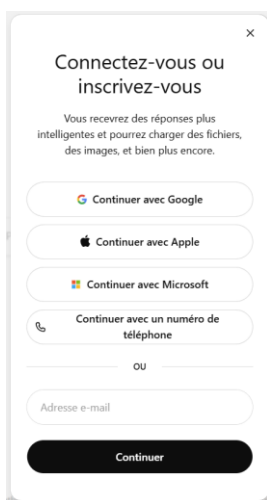 Connectez-vous ou
inscrivez-vous
Vous recevrez des réponses plus
intelligentes et pourrez charger des fichiers,
des images, et bien plus encore.
Continuer avec Google
Continuer avec Apple
Continuer avec Microsoft
Continuer avec un numéro de
téléphone
OU
Adresse e-mail
Continuer